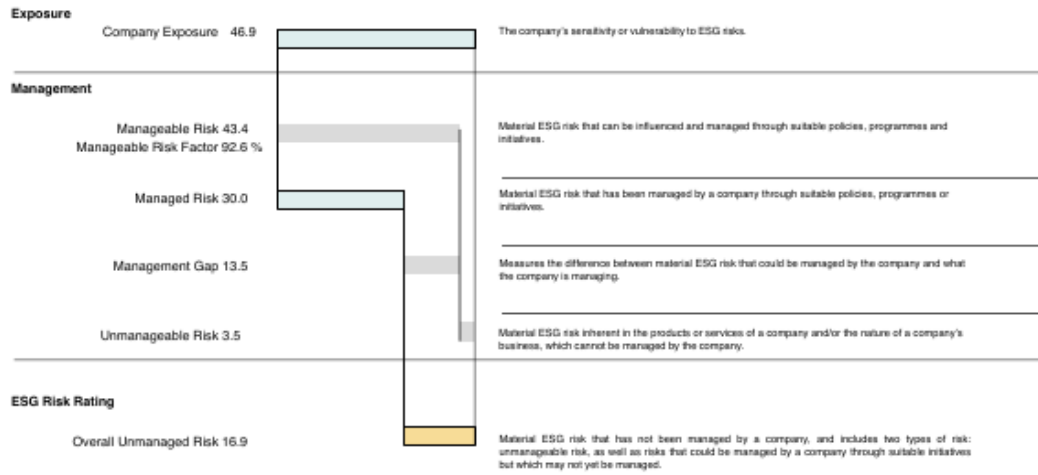 Exposure
Company Exposure 46.9
The company's sensitivity or vulnerability to ESG risks.
Management
Manageable Risk 43.4
Manageable Risk Factor 92.6 %
Material ESG risk that can be influenced and managed through suitable policies, programmes and
initiatives.
Managed Risk 30.0
Material ESG risk that has been managed by a company through suitable policies, programmes or
initiatives.
Management Gap 13.5
Measures the difference between material ESG risk that could be managed by the company and what
the company is managing.
Unmanageable Risk 3.5
Material ESG risk inherent in the products or services of a company and/or the nature of a company's
business, which cannot be managed by the company.
ESG Risk Rating
Overall Unmanaged Risk 16.9
Material ESG risk that has not been managed by a company, and includes two types of risk:
unmanageable risk, as well as risks that could be managed by a company through suitable initiatives
but which may not yet be managed.